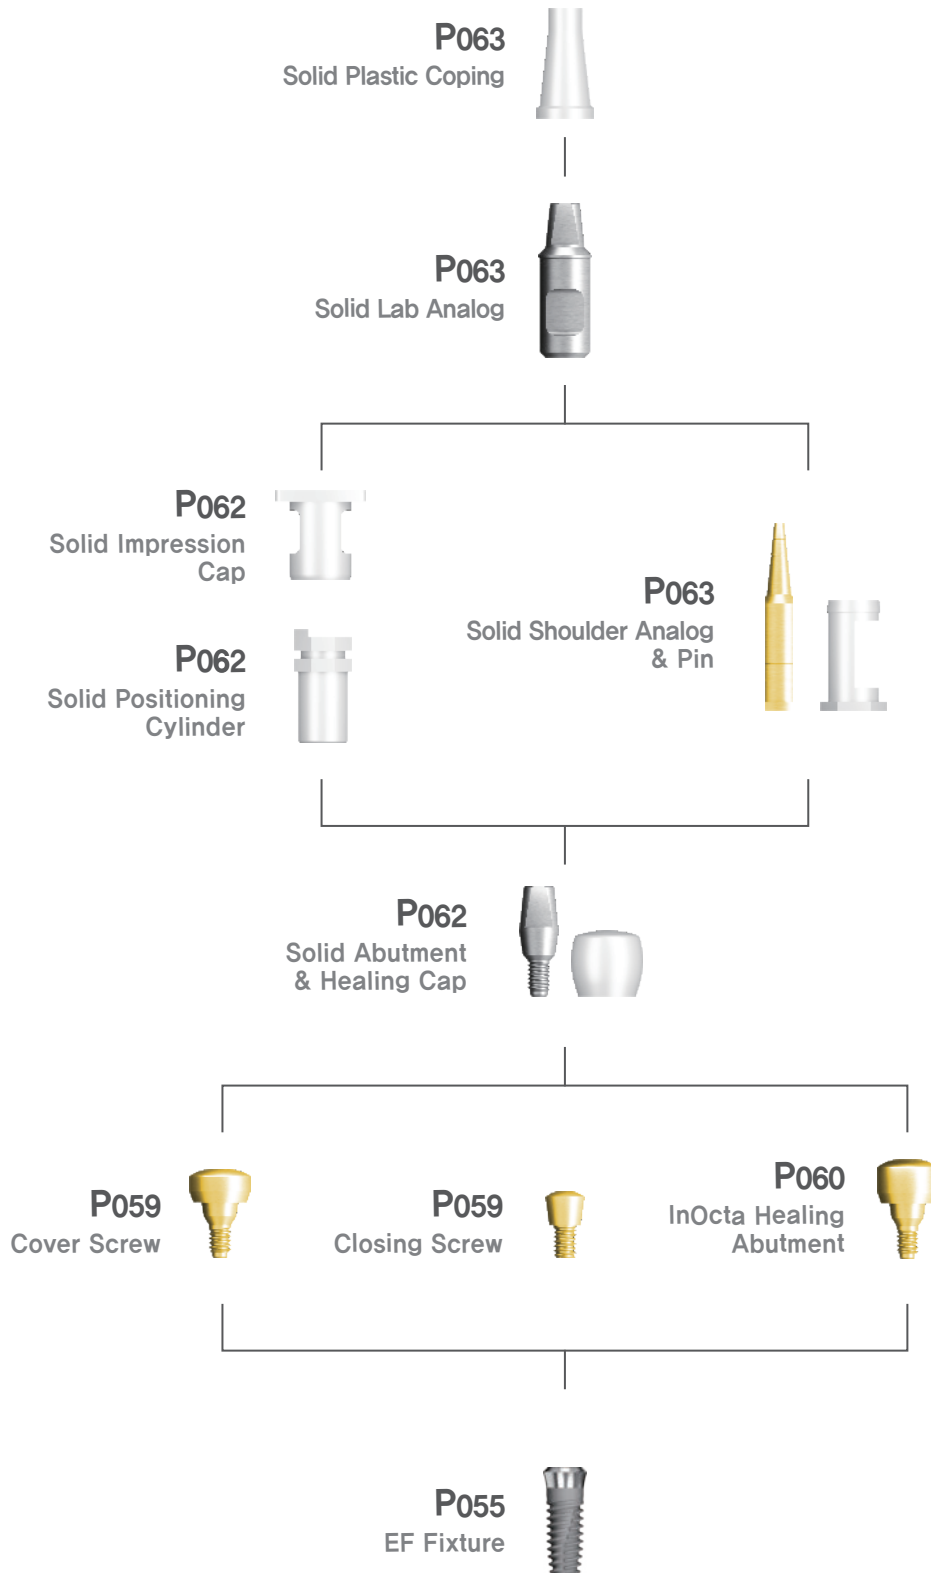 P063
Solid Plastic Coping
P063
Solid Lab Analog
P062
Solid Impression
Cap
P062
Solid Positioning
Cylinder
P063
Solid Shoulder Analog
& Pin
P062
Solid Abutment
& Healing Cap
P059
Cover Screw
P059
Closing Screw
P060
InOcta Healing
Abutment
P055
EF Fixture